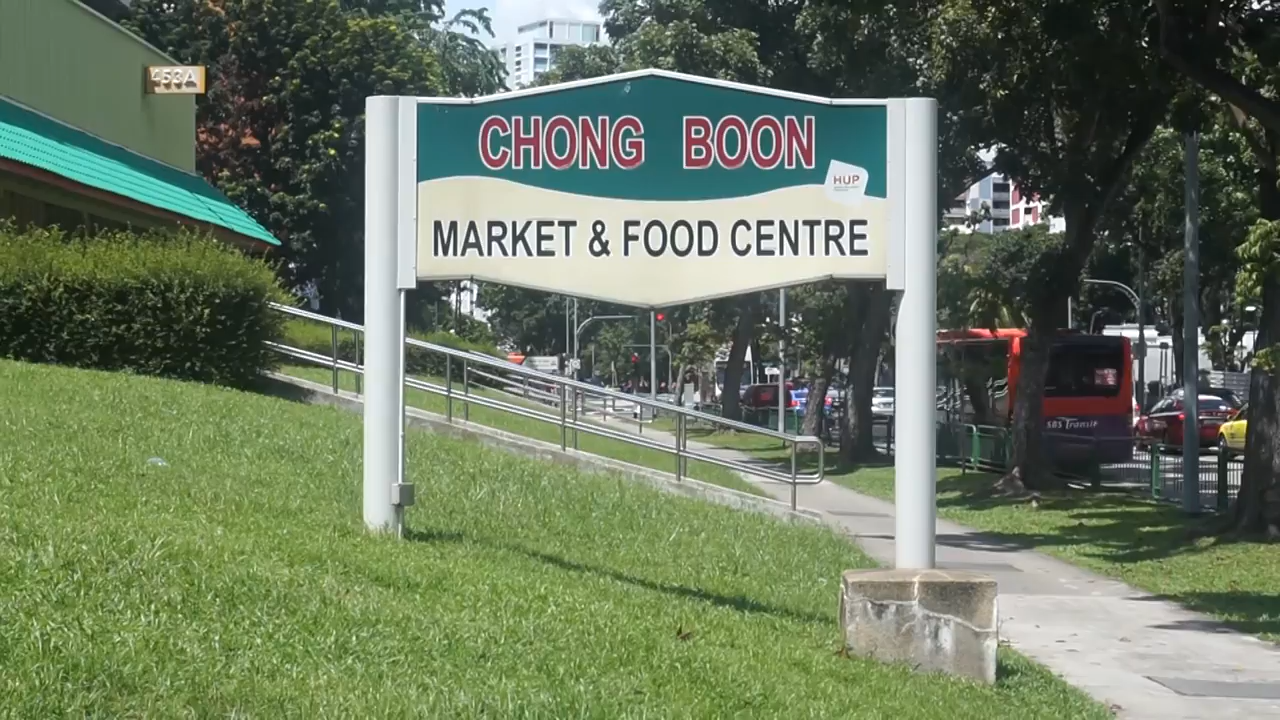 453A
CHONG BOON
HUP
MARKET & FOOD CENTRE
SBS Transit